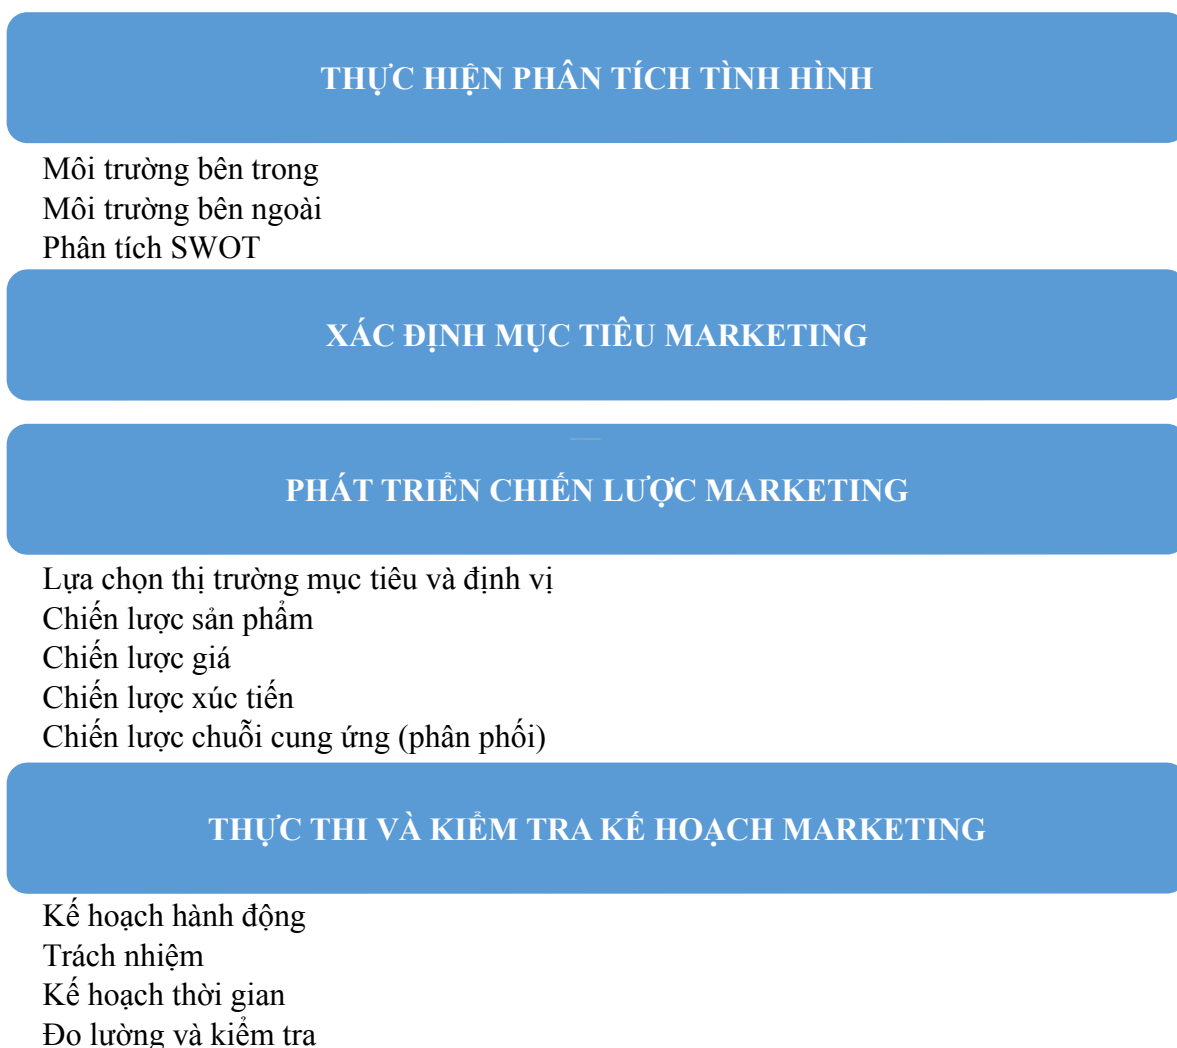 THỰC HIỆN PHÂN TÍCH TÌNH HÌNH
Môi trường bên trong
Môi trường bên ngoài
Phân tích SWOT
XÁC ĐỊNH MỤC TIÊU MARKETING
PHÁT TRIỂN CHIẾN LƯỢC MARKETING
Lựa chọn thị trường mục tiêu và định vị
Chiến lược sản phẩm
Chiến lược giá
Chiến lược xúc tiến
Chiến lược chuỗi cung ứng (phân phối)
THỰC THI VÀ KIỂM TRA KẾ HOẠCH MARKETING
Kế hoạch hành động
Trách nhiệm
Kế hoạch thời gian
Đo lường và kiểm tra